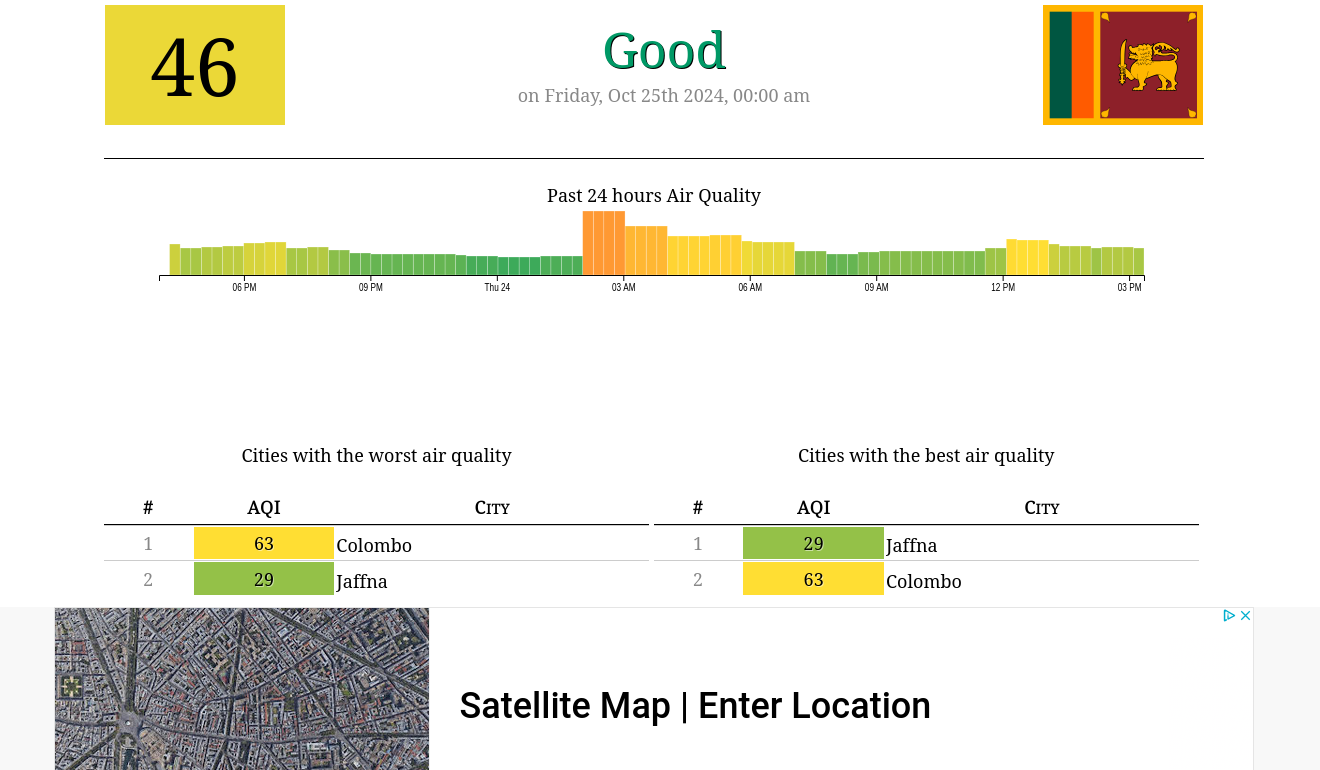 46
Good
on Friday, Oct 25th 2024, 00:00 am
Past 24 hours Air Quality
06 PM 09 PM Thu 24 03 AM 06 AM 09 AM 12 PM 03 PM
Cities with the worst air quality
# AQI City
1 63 Colombo
2 29 Jaffna
Cities with the best air quality
# AQI City
1 29 Jaffna
2 63 Colombo
Satellite Map | Enter Location